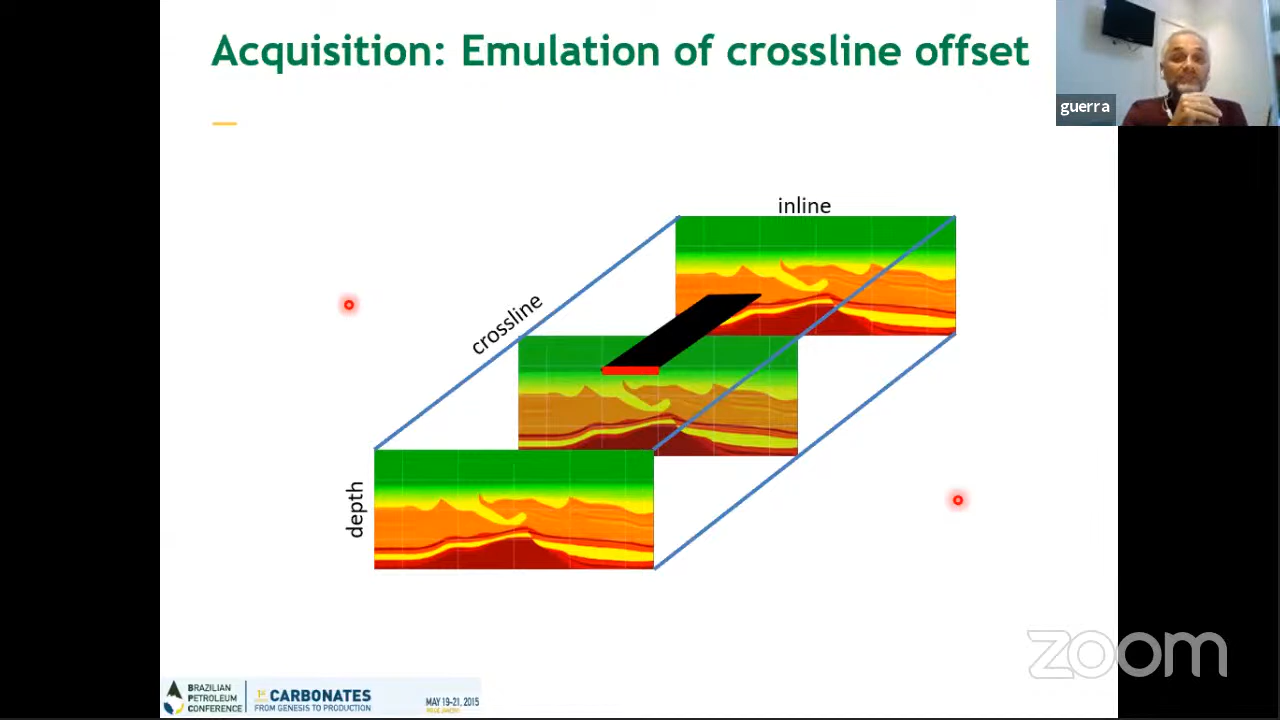 Acquisition: Emulation of crossline offset
guerra
inline
crossline
depth
zoom
BRAZILIAN
PETROLEUM
CONFERENCE
1st CARBONATES
FROM GENESIS TO PRODUCTION
MAY 19-21, 2015